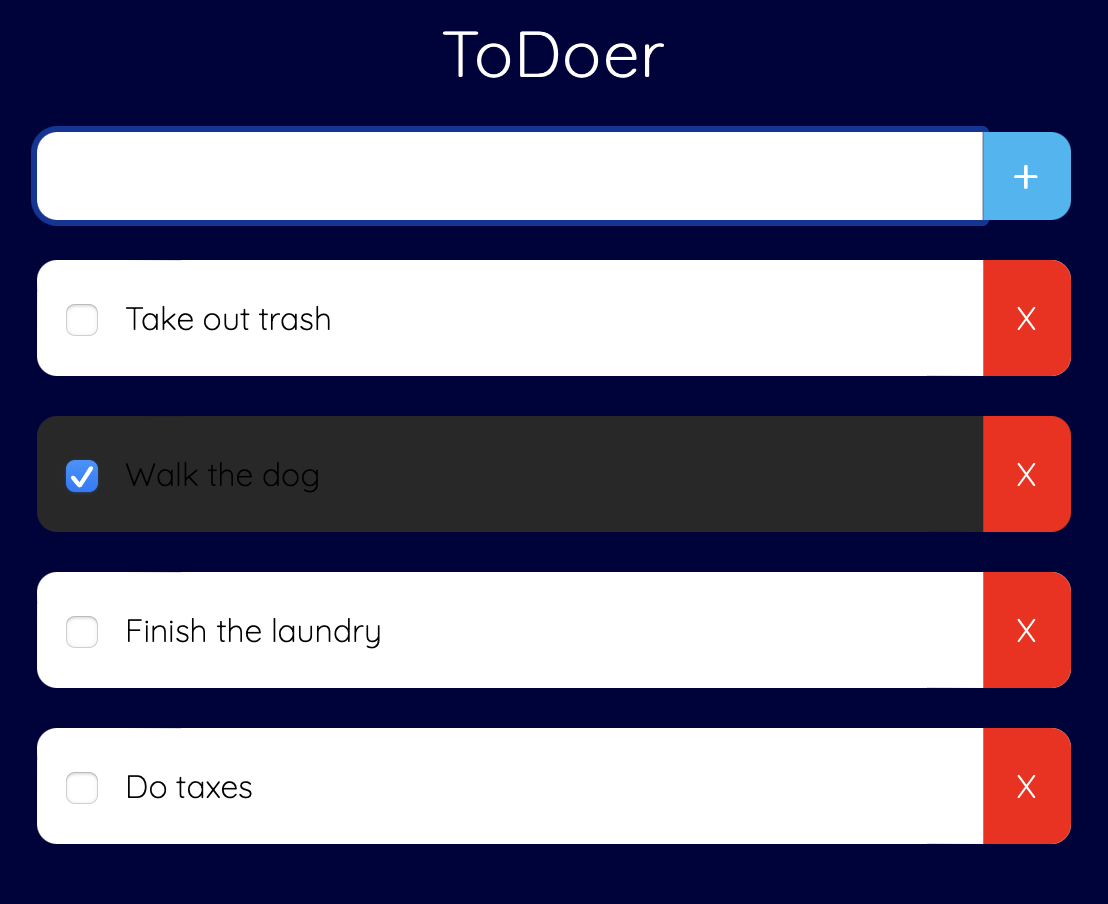 ToDoer
+
Take out trash
X
Walk the dog
X
Finish the laundry
X
Do taxes
X